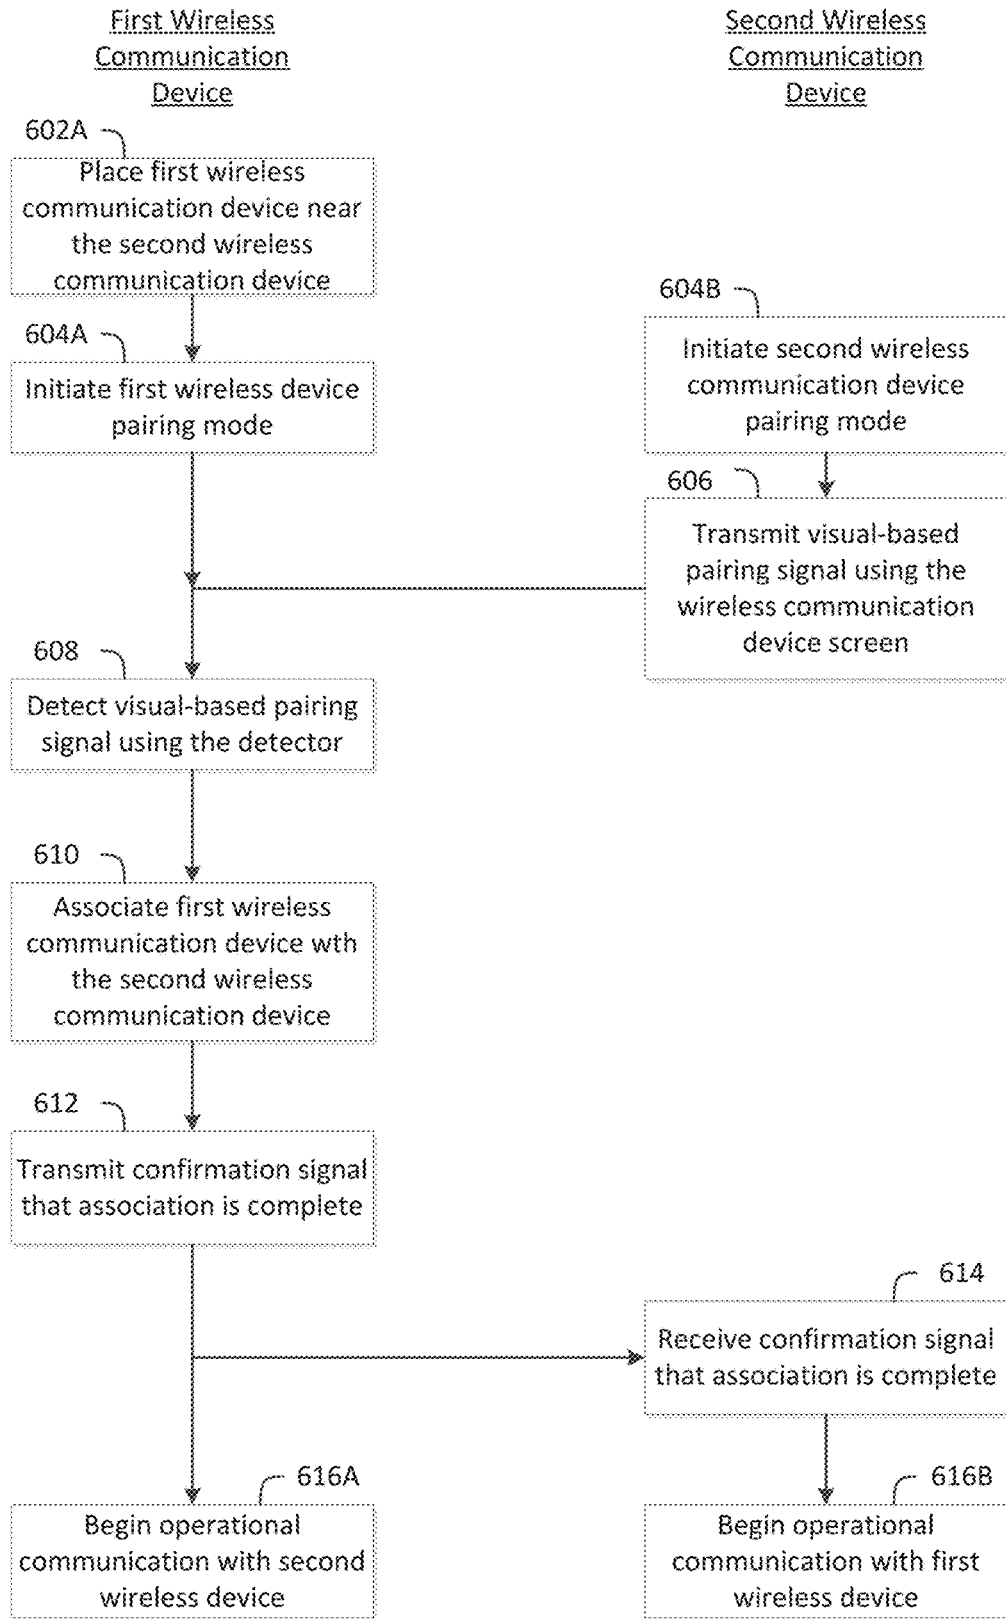 First Wireless
Communication
Device
Second Wireless
Communication
Device
602A
Place first wireless
communication device near
the second wireless
communication device
604A
Initiate first wireless device
pairing mode
604B
Initiate second wireless
communication device
pairing mode
606
Transmit visual-based
pairing signal using the
wireless communication
device screen
608
Detect visual-based pairing
signal using the detector
610
Associate first wireless
communication device wth
the second wireless
communication device
612
Transmit confirmation signal
that association is complete
614
Receive confirmation signal
that association is complete
616A
Begin operational
communication with second
wireless device
616B
Begin operational
communication with first
wireless device